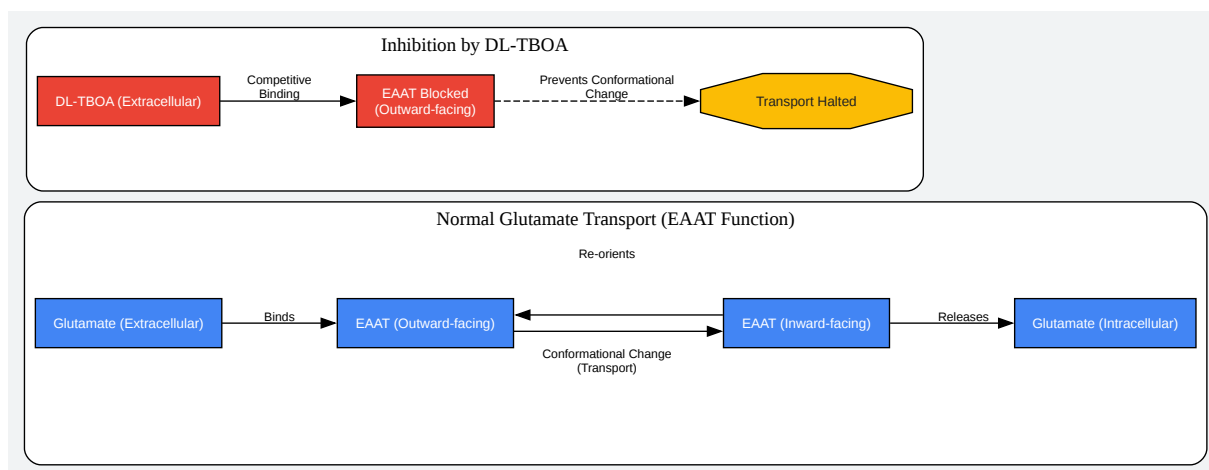 Inhibition by DL-TBOA
DL-TBOA (Extracellular)
Competitive
Binding
EAAT Blocked
(Outward-facing)
Prevents Conformational
Change
Transport Halted
Normal Glutamate Transport (EAAT Function)
Re-orients
Glutamate (Extracellular)
Binds
EAAT (Outward-facing)
EAAT (Inward-facing)
Releases
Glutamate (Intracellular)
Conformational Change
(Transport)